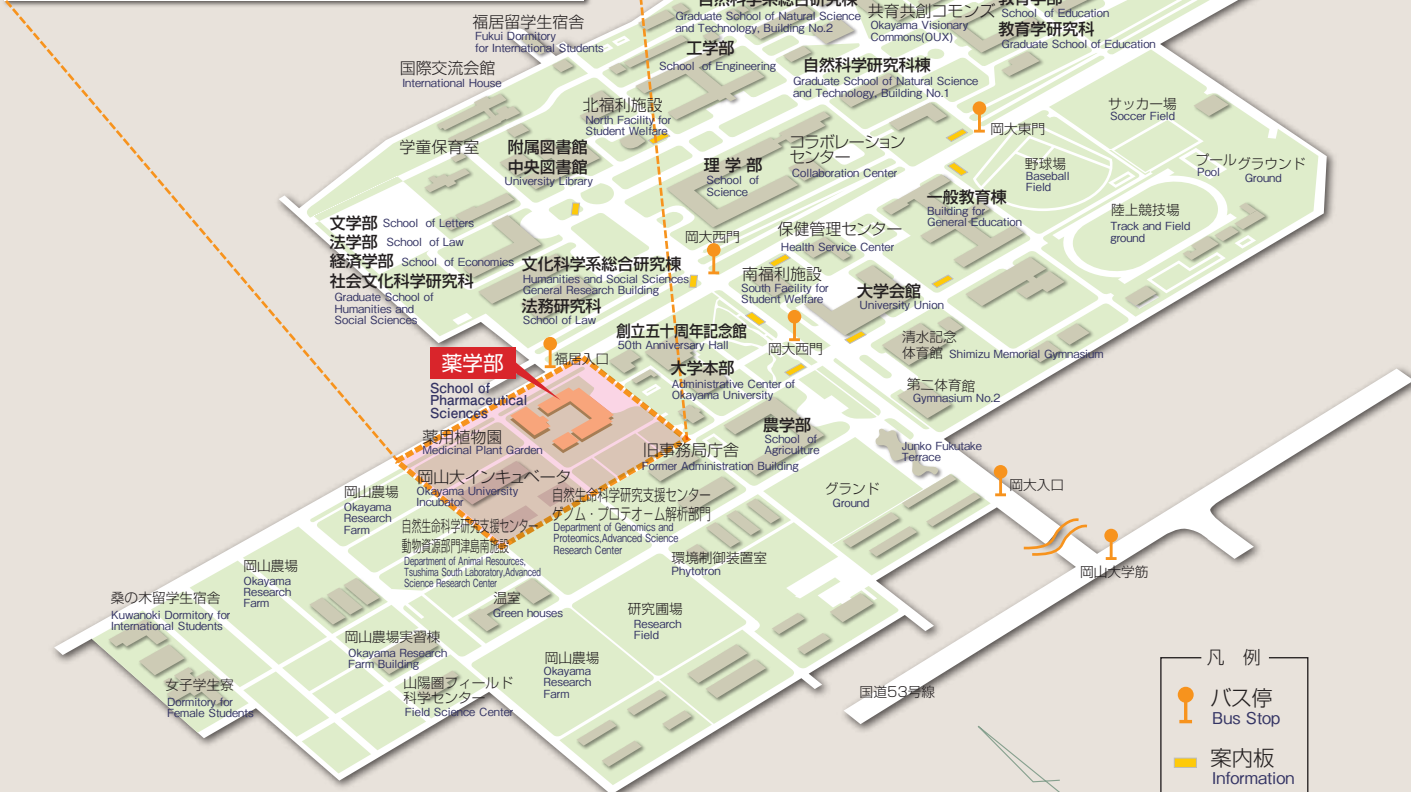 自然科学系総合研究棟
Graduate School of Natural Science
and Technology, Building No.2
共育共創コモンズ
Okayama Visionary
Commons(OUX)
教育学部
School of Education
教育学研究科
Graduate School of Education
福居留学生宿舎
Fukui Dormitory
for International Students
工学部
School of Engineering
国際交流会館
International House
自然科学研究科棟
Graduate School of Natural Science
and Technology, Building No.1
北福利施設
North Facility for
Student Welfare
サッカー場
Soccer Field
岡大東門
学童保育室
附属図書館
中央図書館
University Library
理学部
School of
Science
コラボレーション
センター
Collaboration Center
野球場
Baseball
Field
プール
Pool
グラウンド
Ground
一般教育棟
Building for
General Education
陸上競技場
Track and Field
ground
文学部 School of Letters
法学部 School of Law
経済学部 School of Economics
社会文化科学研究科
Graduate School of
Humanities and
Social Sciences
岡大西門
保健管理センター
Health Service Center
文化科学系総合研究棟
Humanities and Social Sciences
General Research Building
法務研究科
School of Law
南福利施設
South Facility for
Student Welfare
大学会館
University Union
創立五十周年記念館
50th Anniversary Hall
岡大西門
清水記念
体育館 Shimizu Memorial Gymnasium
福居入口
薬学部
School of
Pharmaceutical
Sciences
大学本部
Administrative Center of
Okayama University
第二体育館
Gymnasium No.2
薬用植物園
Medicinal Plant Garden
旧事務局庁舎
Former Administration Building
農学部
School of
Agriculture
Junko Fukutake
Terrace
岡山大インキュベータ
Okayama University
Incubator
岡山農場
Okayama
Research
Farm
自然生命科学研究支援センター
ゲノム・プロテオーム解析部門
Department of Genomics and
Proteomics,Advanced Science
Research Center
グランド
Ground
岡大入口
自然生命科学研究支援センター
動物資源部門津島南施設
Department of Animal Resources,
Tsushima South Laboratory,Advanced
Science Research Center
環境制御装置室
Phytotron
岡山大学筋
岡山農場
Okayama
Research
Farm
桑の木留学生宿舎
Kuwanoki Dormitory for
International Students
温室
Green houses
研究圃場
Research
Field
岡山農場実習棟
Okayama Research
Farm Building
岡山農場
Okayama
Research
Farm
女子学生寮
Dormitory for
Female Students
山陽圏フィールド
科学センター
Field Science Center
国道53号線
凡例
バス停
Bus Stop
案内板
Information